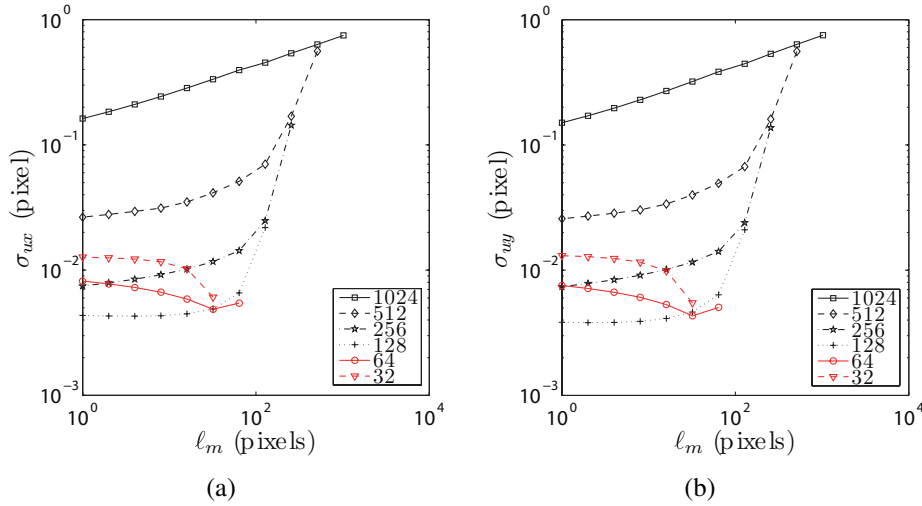 10^0
10^-1
10^-2
10^-3
σ_ux (pixel)
10^0 10^2 10^4
ℓ_m (pixels)
1024
512
256
128
64
32
(a)
10^0
10^-1
10^-2
10^-3
σ_uy (pixel)
10^0 10^2 10^4
ℓ_m (pixels)
1024
512
256
128
64
32
(b)